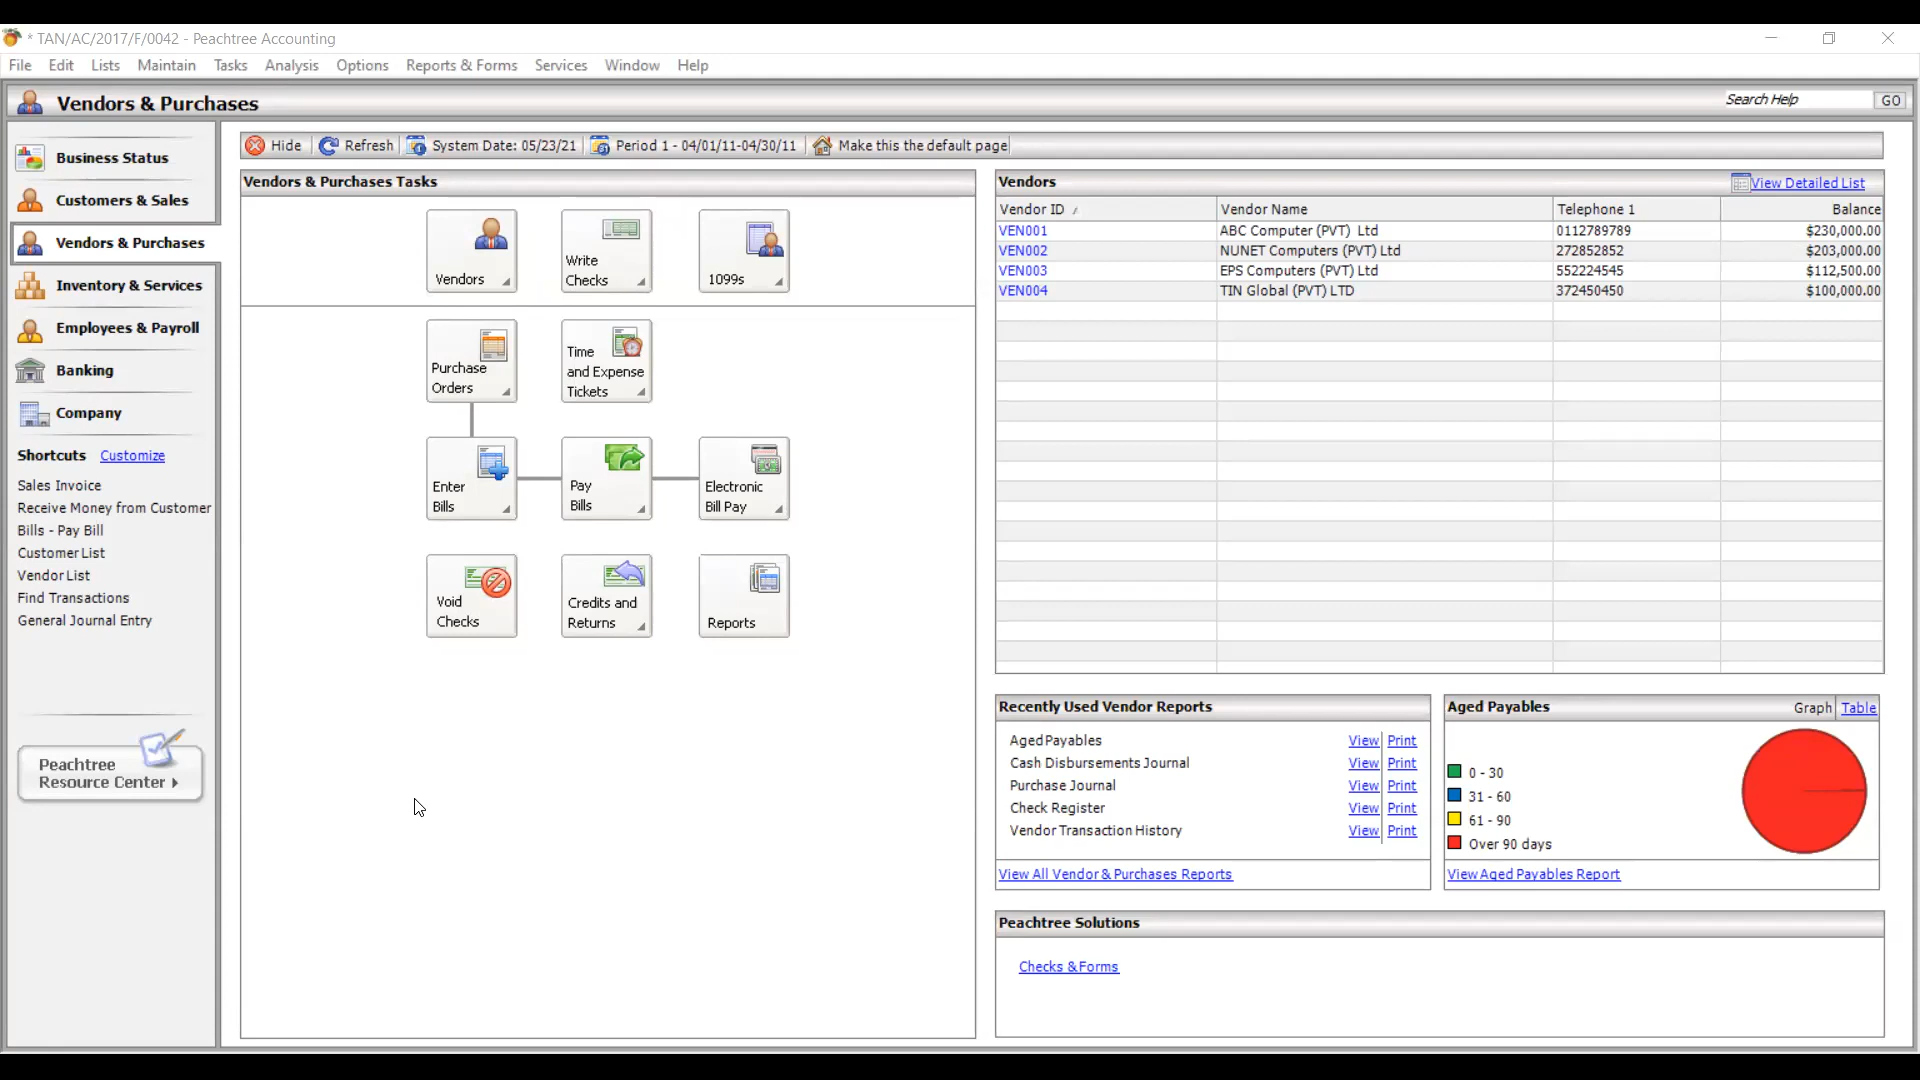 * TAN/AC/2017/F/0042 - Peachtree Accounting
File Edit Lists Maintain Tasks Analysis Options Reports & Forms Services Window Help
Vendors & Purchases
Search Help GO
Business Status
Customers & Sales
Vendors & Purchases
Inventory & Services
Employees & Payroll
Banking
Company
Shortcuts Customize
Sales Invoice
Receive Money from Customer
Bills - Pay Bill
Customer List
Vendor List
Find Transactions
General Journal Entry
Peachtree
Resource Center
Hide Refresh System Date: 05/23/21 Period 1 - 04/01/11-04/30/11 Make this the default page
Vendors & Purchases Tasks
Vendors
Write
Checks
1099s
Purchase
Orders
Time
and Expense
Tickets
Enter
Bills
Pay
Bills
Electronic
Bill Pay
Void
Checks
Credits and
Returns
Reports
Vendors View Detailed List
Vendor ID / Vendor Name Telephone 1 Balance
VEN001 ABC Computer (PVT) Ltd 0112789789 $230,000.00
VEN002 NUNET Computers (PVT) Ltd 272852852 $203,000.00
VEN003 EPS Computers (PVT) Ltd 552224545 $112,500.00
VEN004 TIN Global (PVT) LTD 372450450 $100,000.00
Recently Used Vendor Reports
Aged Payables View Print
Cash Disbursements Journal View Print
Purchase Journal View Print
Check Register View Print
Vendor Transaction History View Print
View All Vendor & Purchases Reports
Aged Payables Graph Table
0 - 30
31 - 60
61 - 90
Over 90 days
View Aged Payables Report
Peachtree Solutions
Checks & Forms